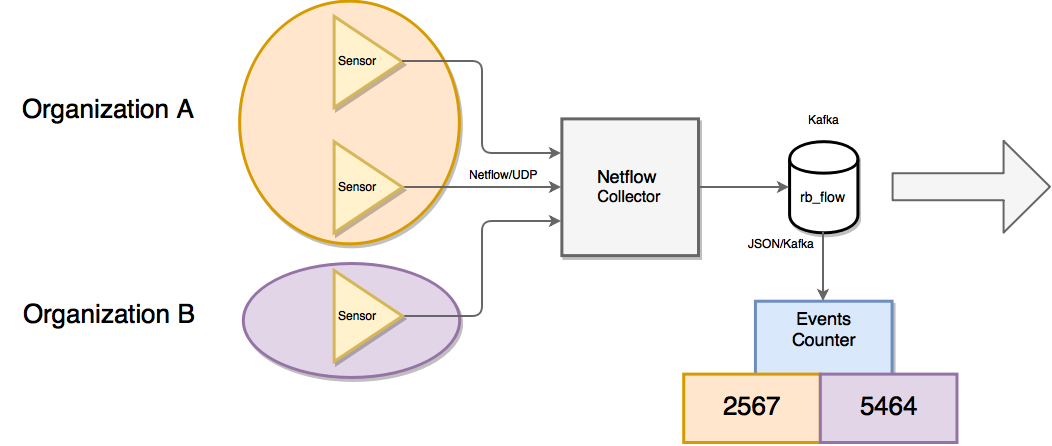 Organization A
Sensor
Sensor
Netflow/UDP
Netflow
Collector
Kafka
rb_flow
JSON/Kafka
Organization B
Sensor
Events
Counter
2567
5464